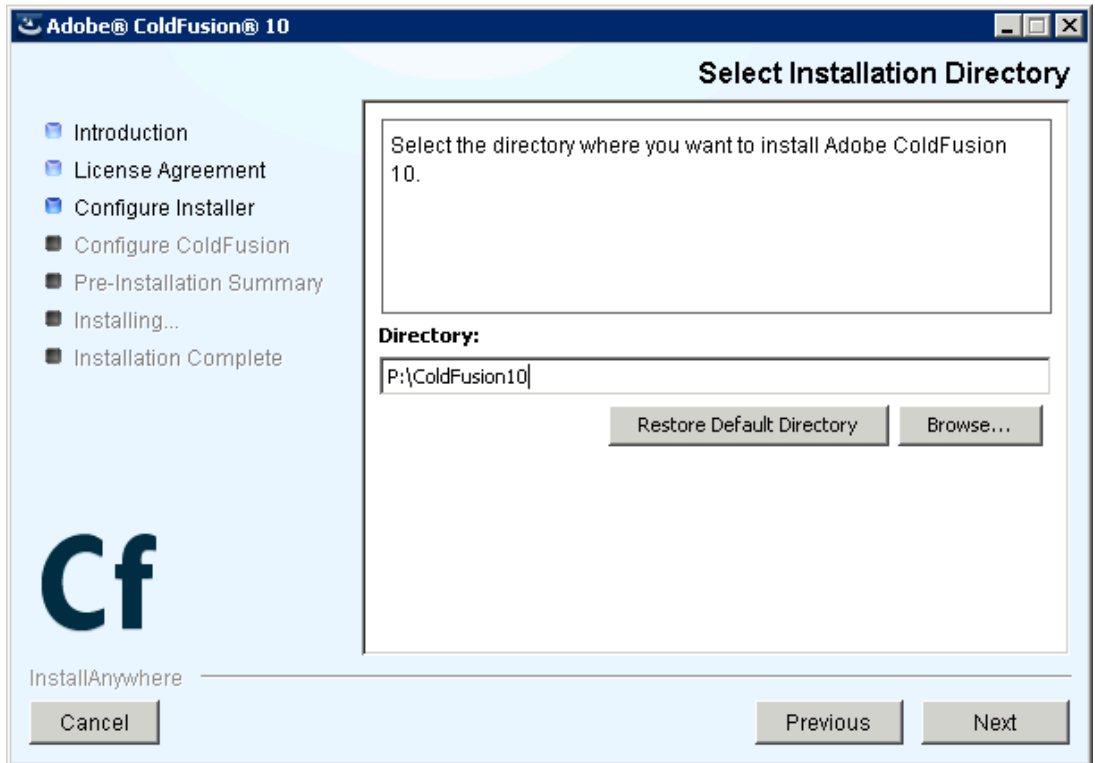 Adobe® ColdFusion® 10
Select Installation Directory
Introduction
License Agreement
Configure Installer
Configure ColdFusion
Pre-Installation Summary
Installing...
Installation Complete
Select the directory where you want to install Adobe ColdFusion
10.
Directory:
P:\ColdFusion10
Restore Default Directory
Browse...
Cf
InstallAnywhere
Cancel
Previous
Next